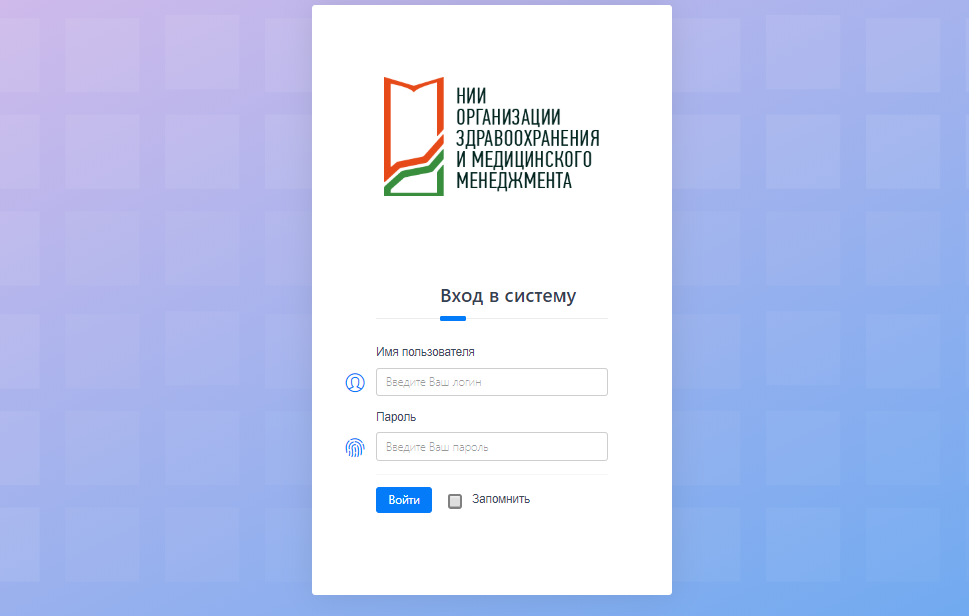 НИИ
ОРГАНИЗАЦИИ
ЗДРАВООХРАНЕНИЯ
И МЕДИЦИНСКОГО
МЕНЕДЖМЕНТА
Вход в систему
Имя пользователя
Введите Ваш логин
Пароль
Введите Ваш пароль
Войти Запомнить